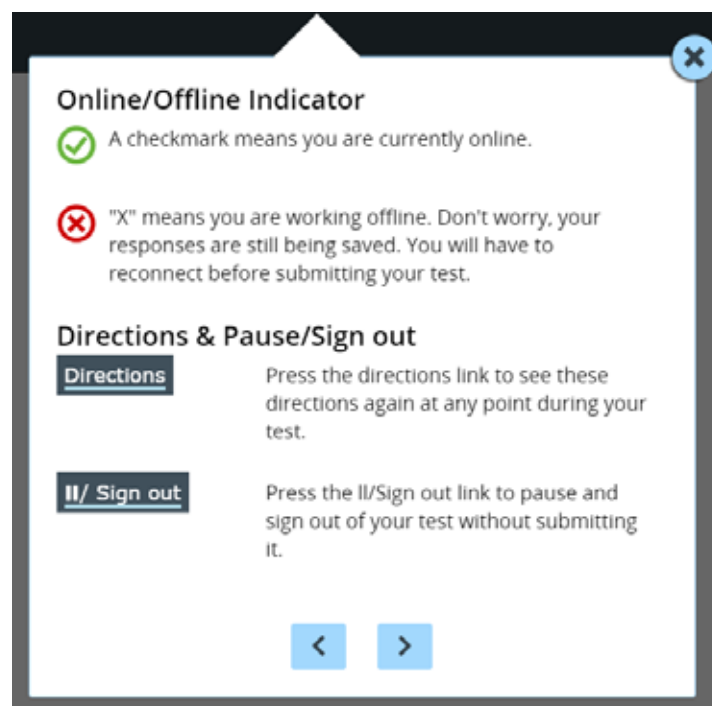 Online/Offline Indicator
A checkmark means you are currently online.
"X" means you are working offline. Don't worry, your
responses are still being saved. You will have to
reconnect before submitting your test.
Directions & Pause/Sign out
Directions
Press the directions link to see these
directions again at any point during your
test.
II/ Sign out
Press the ll/Sign out link to pause and
sign out of your test without submitting
it.